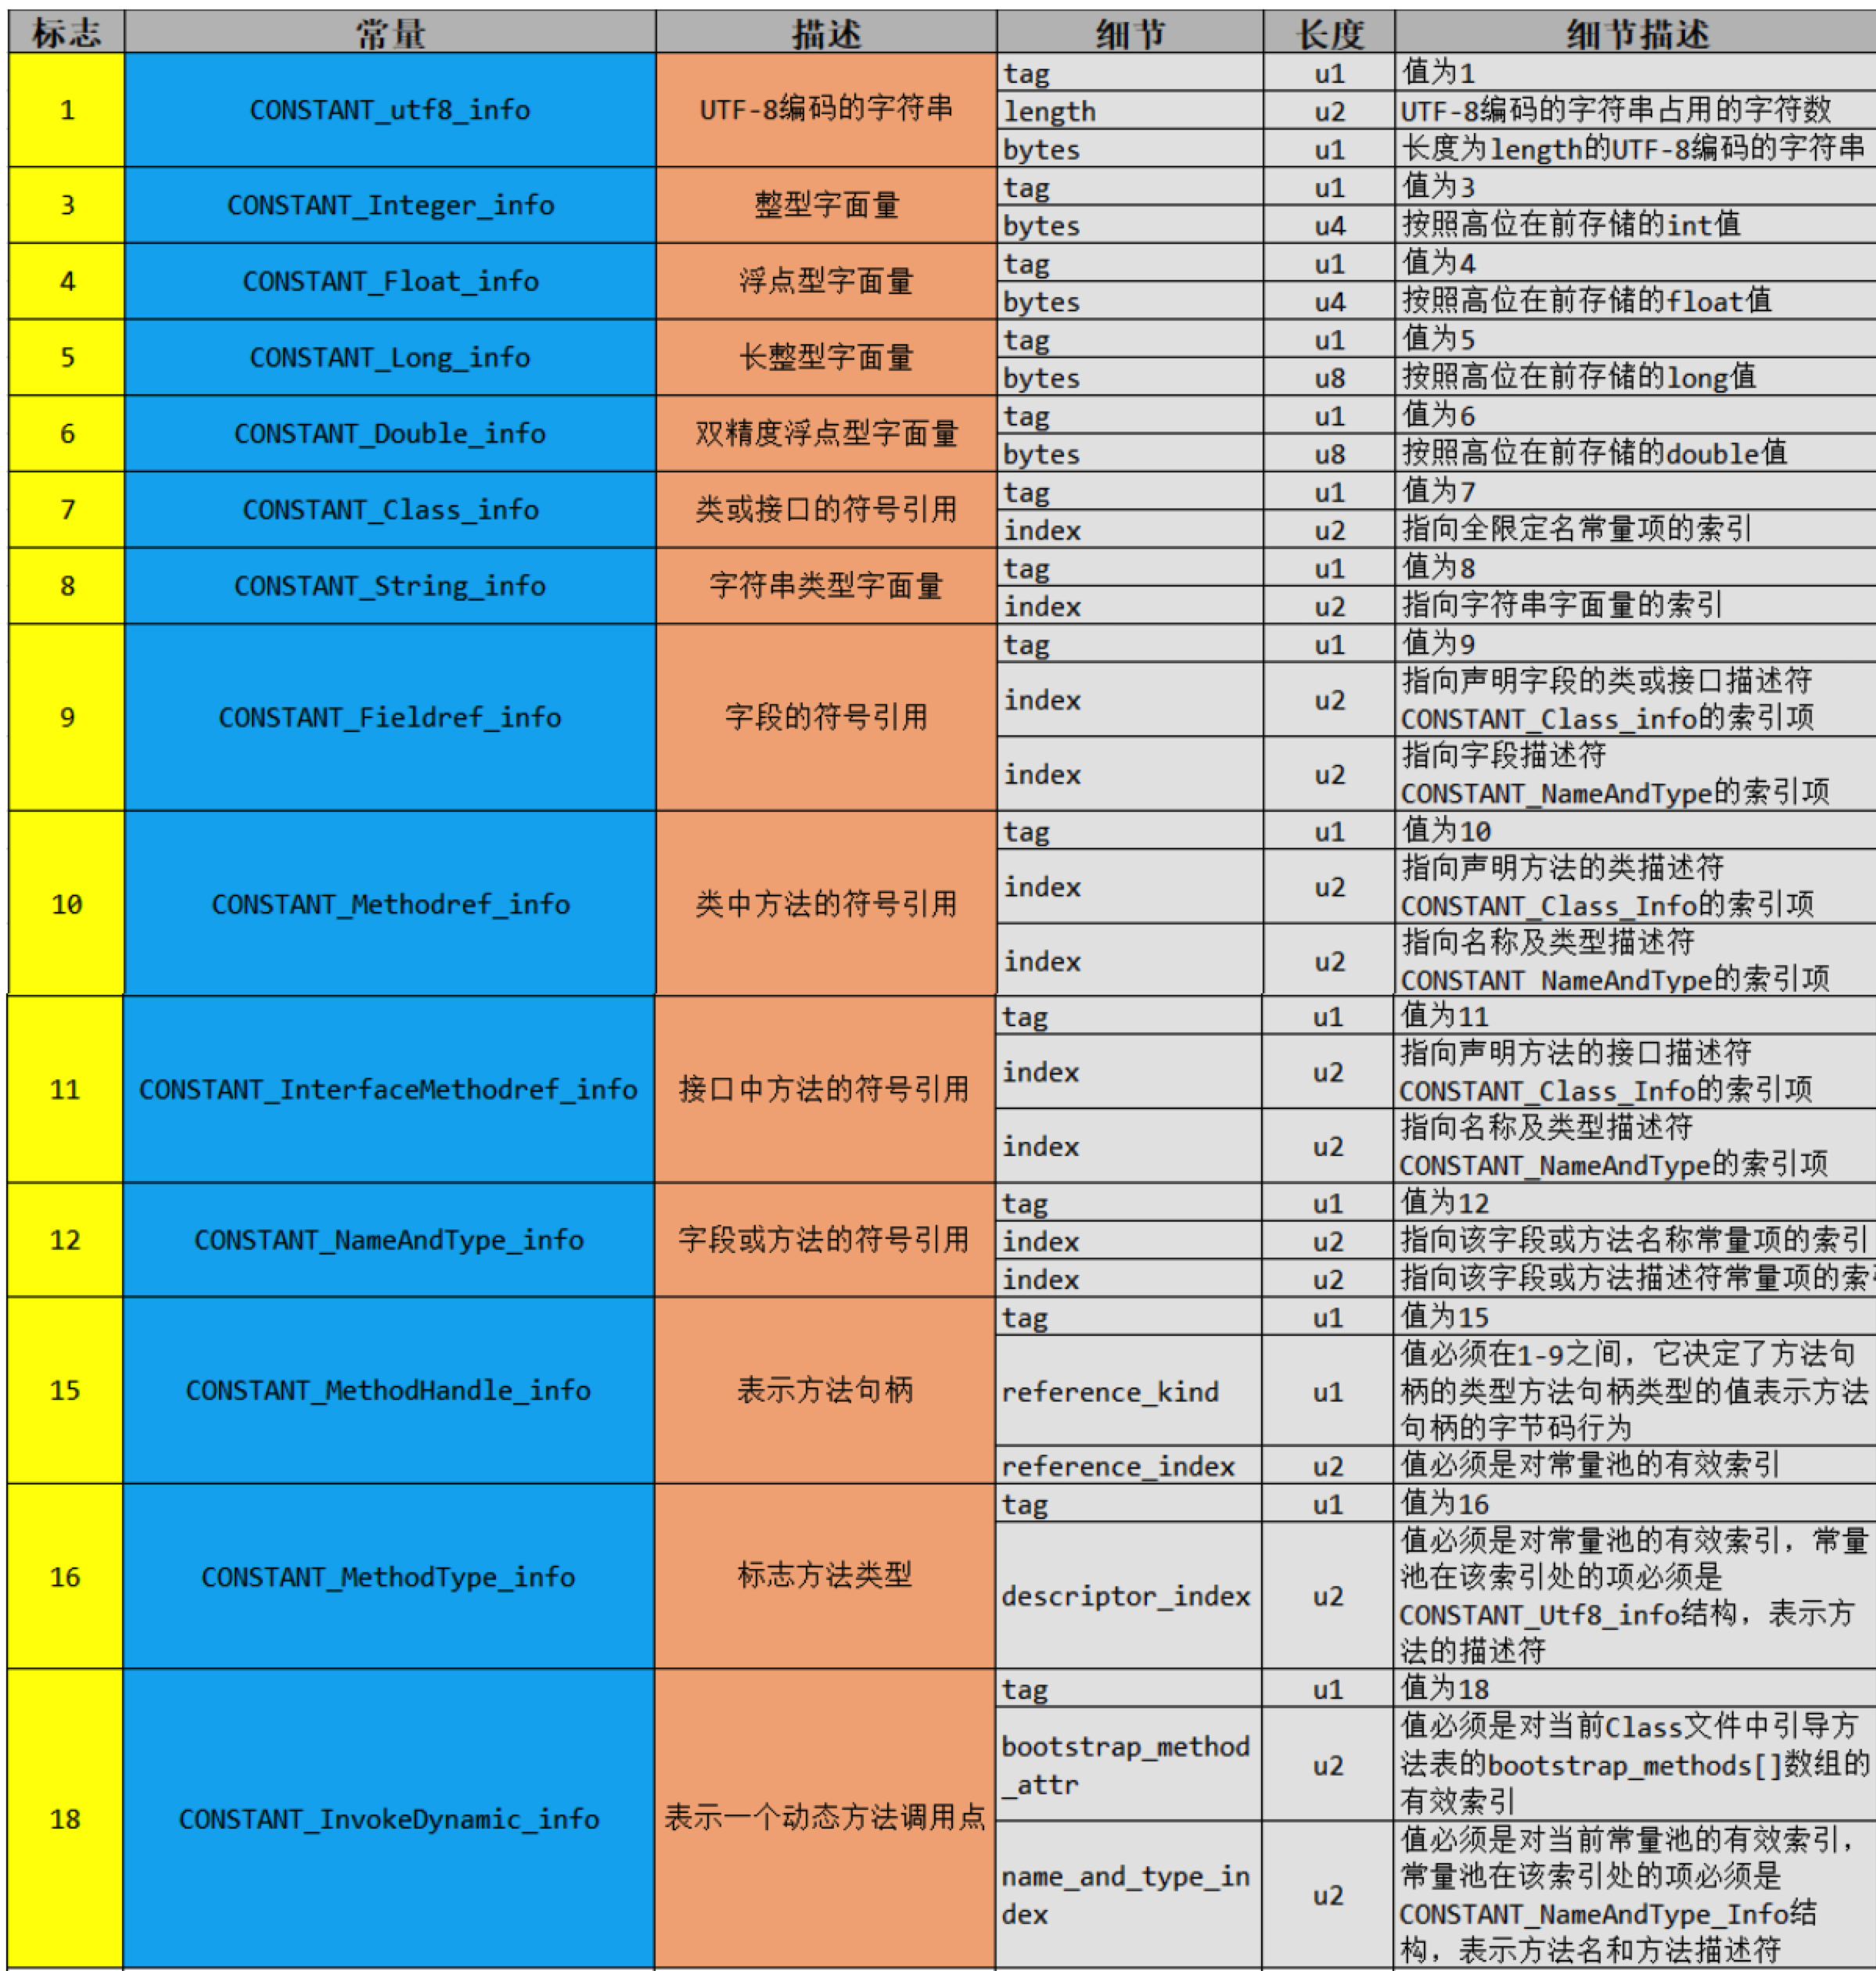 标志 常量 描述 细节 长度 细节描述
1 CONSTANT_utf8_info UTF-8编码的字符串
tag u1 值为1
length u2 UTF-8编码的字符串占用的字符数
bytes u1 长度为length的UTF-8编码的字符串
3 CONSTANT_Integer_info 整型字面量
tag u1 值为3
bytes u4 按照高位在前存储的int值
4 CONSTANT_Float_info 浮点型字面量
tag u1 值为4
bytes u4 按照高位在前存储的float值
5 CONSTANT_Long_info 长整型字面量
tag u1 值为5
bytes u8 按照高位在前存储的long值
6 CONSTANT_Double_info 双精度浮点型字面量
tag u1 值为6
bytes u8 按照高位在前存储的double值
7 CONSTANT_Class_info 类或接口的符号引用
tag u1 值为7
index u2 指向全限定名常量项的索引
8 CONSTANT_String_info 字符串类型字面量
tag u1 值为8
index u2 指向字符串字面量的索引
9 CONSTANT_Fieldref_info 字段的符号引用
tag u1 值为9
index u2 指向声明字段的类或接口描述符
CONSTANT_Class_info的索引项
index u2 指向字段描述符
CONSTANT_NameAndType的索引项
10 CONSTANT_Methodref_info 类中方法的符号引用
tag u1 值为10
index u2 指向声明方法的类描述符
CONSTANT_Class_Info的索引项
index u2 指向名称及类型描述符
CONSTANT NameAndType的索引项
11 CONSTANT_InterfaceMethodref_info 接口中方法的符号引用
tag u1 值为11
index u2 指向声明方法的接口描述符
CONSTANT_Class_Info的索引项
index u2 指向名称及类型描述符
CONSTANT_NameAndType的索引项
12 CONSTANT_NameAndType_info 字段或方法的符号引用
tag u1 值为12
index u2 指向该字段或方法名称常量项的索引
index u2 指向该字段或方法描述符常量项的索
15 CONSTANT_MethodHandle_info 表示方法句柄
tag u1 值为15
reference_kind u1 值必须在1-9之间，它决定了方法句
柄的类型方法句柄类型的值表示方法
句柄的字节码行为
reference_index u2 值必须是对常量池的有效索引
16 CONSTANT_MethodType_info 标志方法类型
tag u1 值为16
descriptor_index u2 值必须是对常量池的有效索引，常量
池在该索引处的项必须是
CONSTANT_Utf8_info结构，表示方
法的描述符
18 CONSTANT_InvokeDynamic_info 表示一个动态方法调用点
tag u1 值为18
bootstrap_method
_attr u2 值必须是对当前Class文件中引导方
法表的bootstrap_methods[]数组的
有效索引
name_and_type_in
dex u2 值必须是对当前常量池的有效索引，
常量池在该索引处的项必须是
CONSTANT_NameAndType_Info结
构，表示方法名和方法描述符